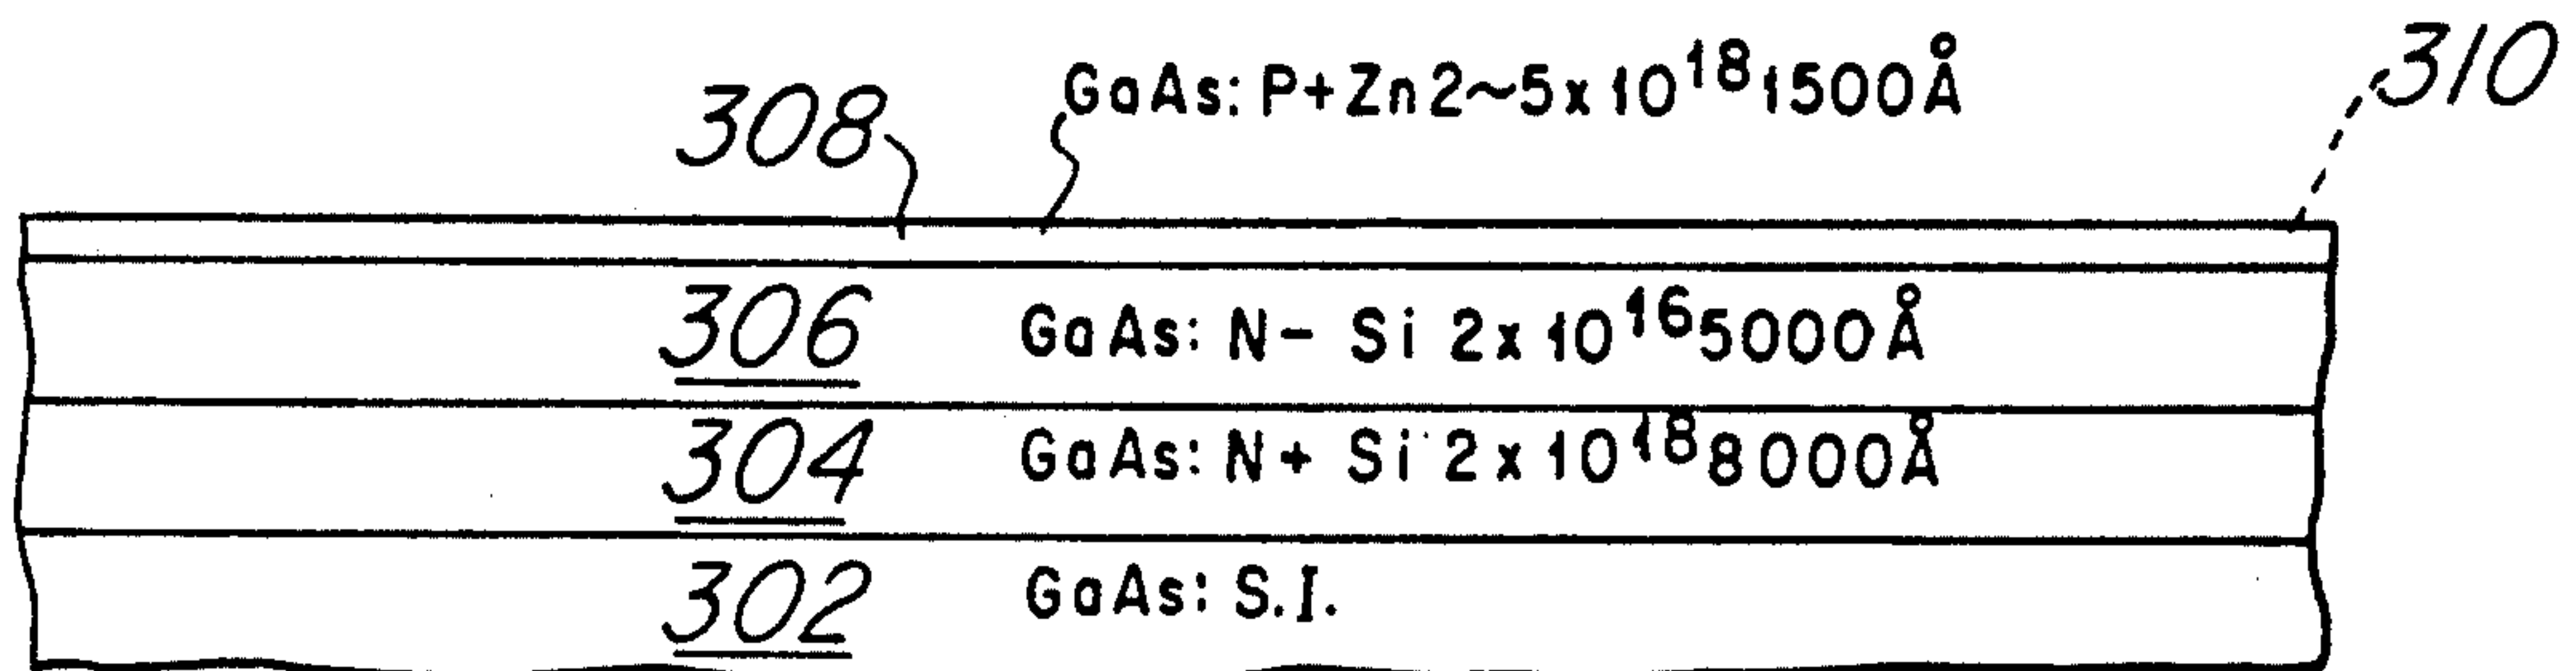 308 GaAs: P+Zn 2~5x10¹⁸ 1500Å 310
306 GaAs: N- Si 2x10¹⁶ 5000Å
304 GaAs: N+ Si 2x10¹⁸ 8000Å
302 GaAs: S.I.